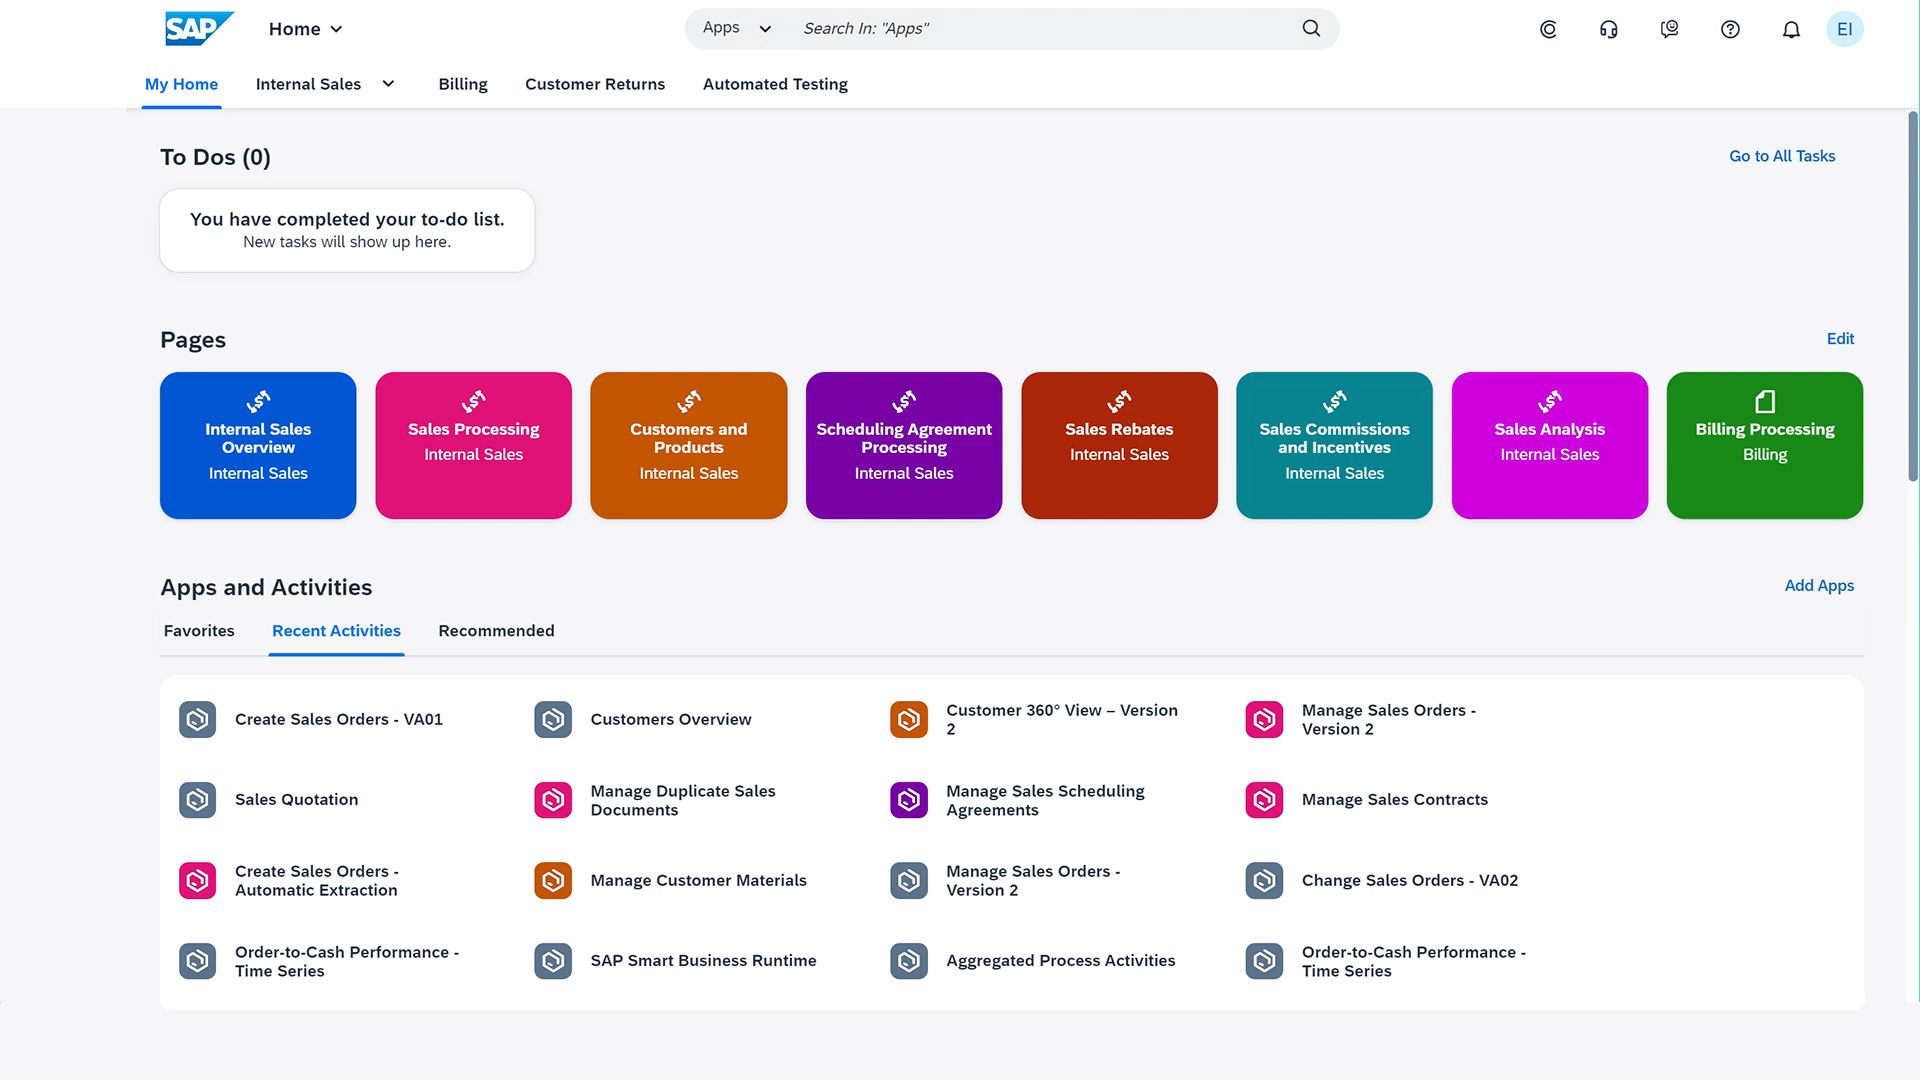 SAP
Home
Apps
Search In: "Apps"
EI
My Home
Internal Sales
Billing
Customer Returns
Automated Testing
To Dos (0)
Go to All Tasks
You have completed your to-do list.
New tasks will show up here.
Pages
Edit
Internal Sales
Overview
Internal Sales
Sales Processing
Internal Sales
Customers and
Products
Internal Sales
Scheduling Agreement
Processing
Internal Sales
Sales Rebates
Internal Sales
Sales Commissions
and Incentives
Internal Sales
Sales Analysis
Internal Sales
Billing Processing
Billing
Apps and Activities
Add Apps
Favorites
Recent Activities
Recommended
Create Sales Orders - VA01
Customers Overview
Customer 360° View – Version
2
Manage Sales Orders -
Version 2
Sales Quotation
Manage Duplicate Sales
Documents
Manage Sales Scheduling
Agreements
Manage Sales Contracts
Create Sales Orders -
Automatic Extraction
Manage Customer Materials
Manage Sales Orders -
Version 2
Change Sales Orders - VA02
Order-to-Cash Performance -
Time Series
SAP Smart Business Runtime
Aggregated Process Activities
Order-to-Cash Performance -
Time Series